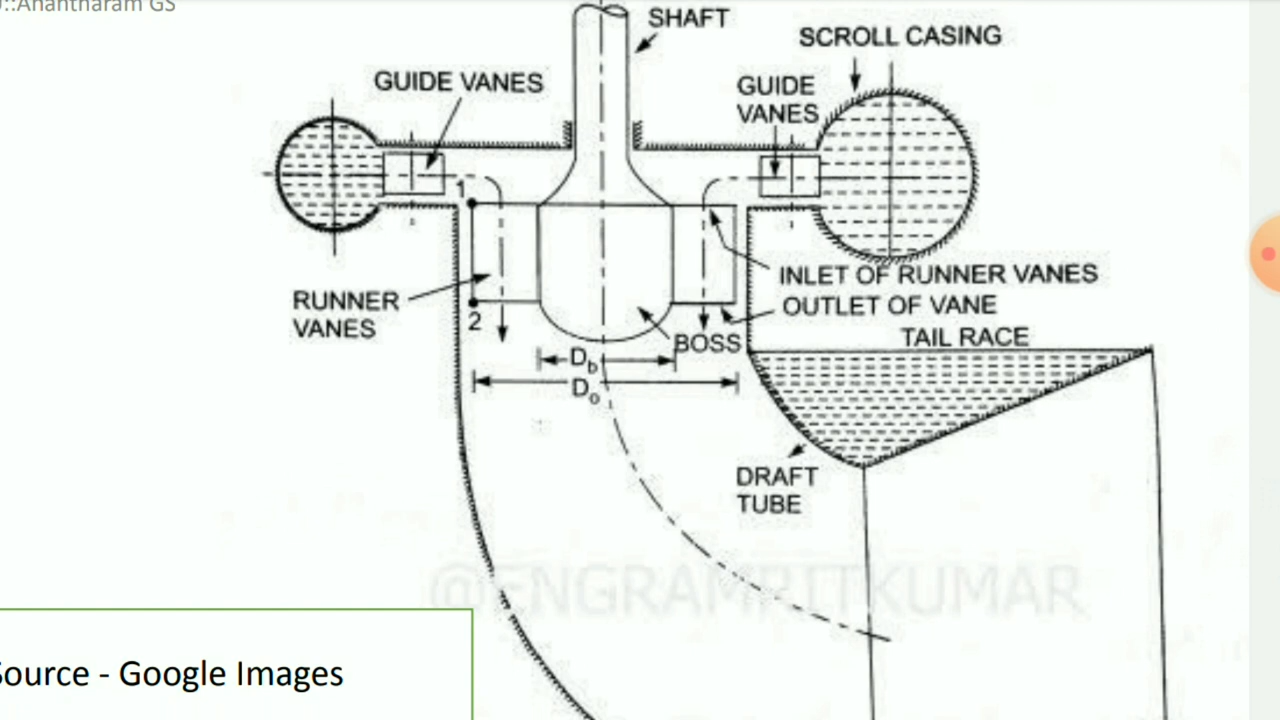 ::Anantharam GS
SHAFT
SCROLL CASING
GUIDE VANES
GUIDE
VANES
1
INLET OF RUNNER VANES
RUNNER
VANES
2
OUTLET OF VANE
BOSS
TAIL RACE
Db
Do
DRAFT
TUBE
@ENGRAMRITKUMAR
Source - Google Images